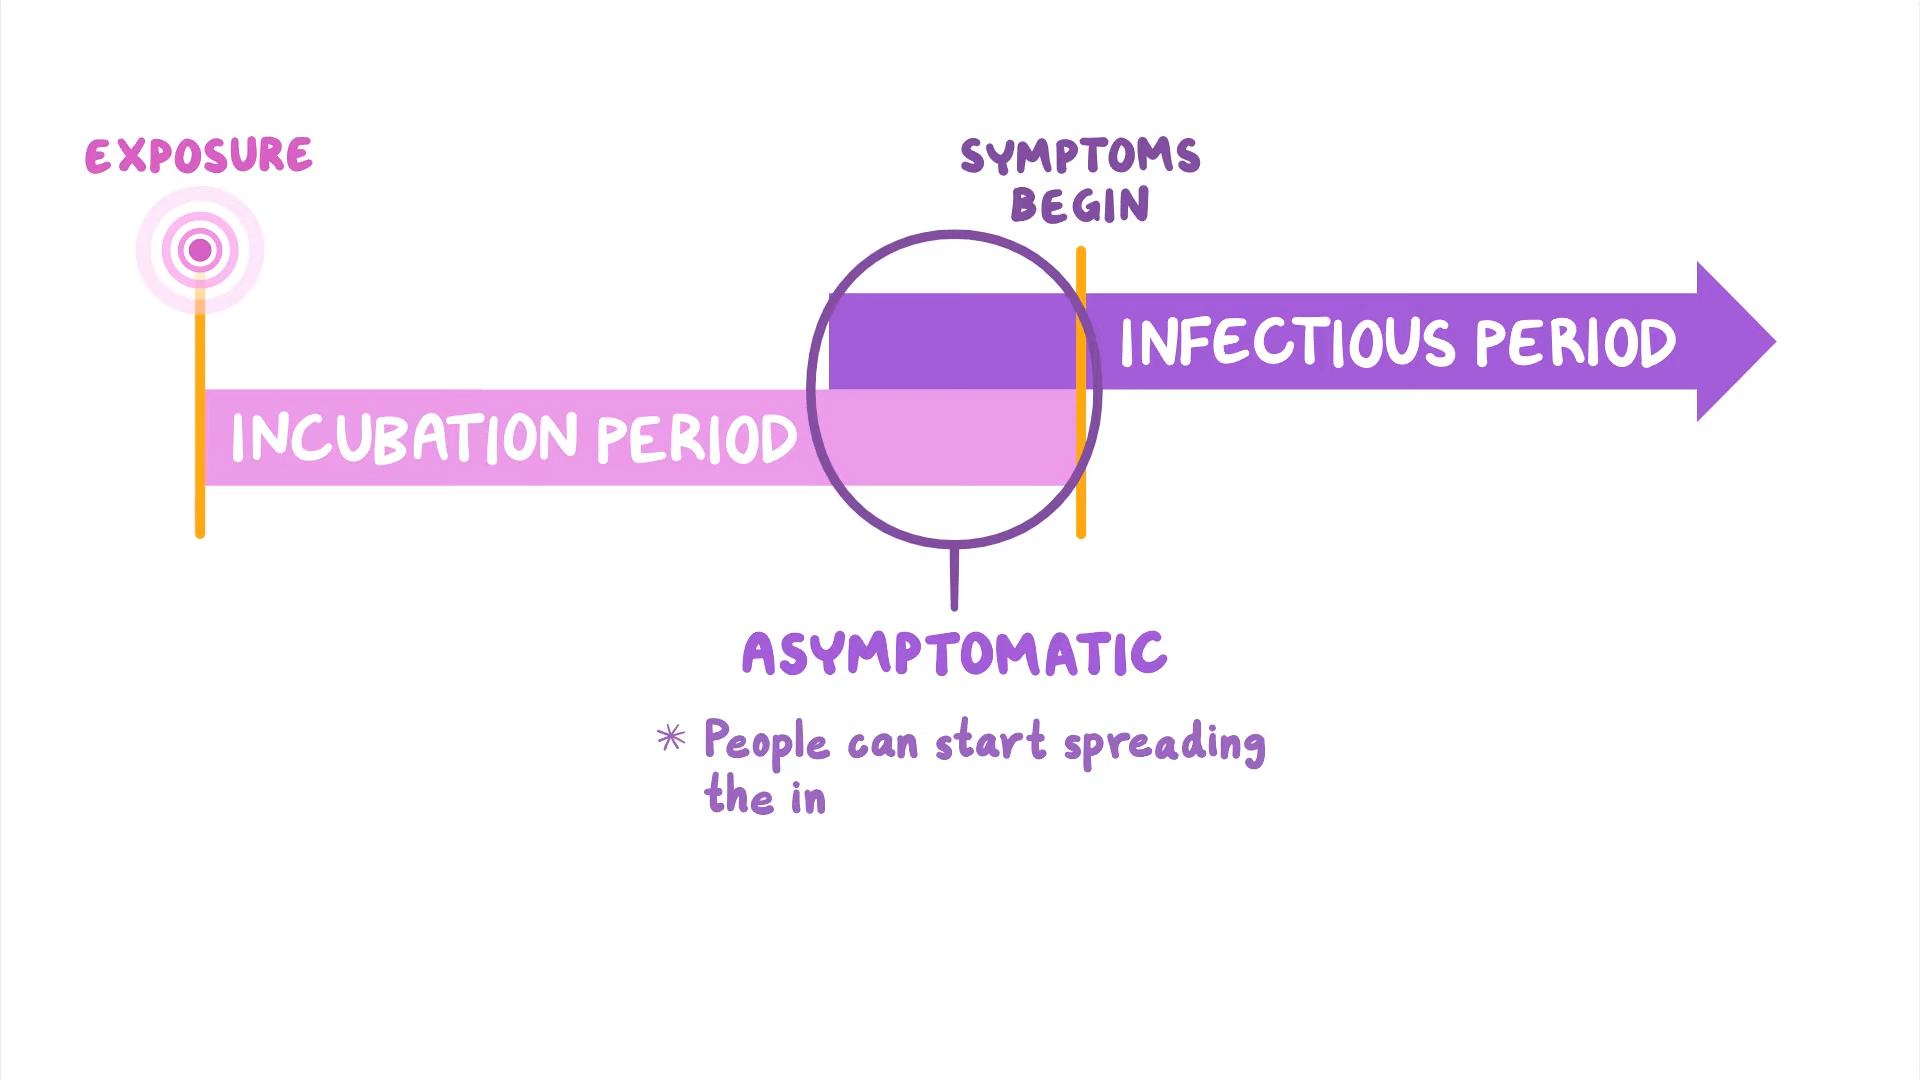 EXPOSURE
SYMPTOMS
BEGIN
INFECTIOUS PERIOD
INCUBATION PERIOD
ASYMPTOMATIC
* People can start spreading
the in